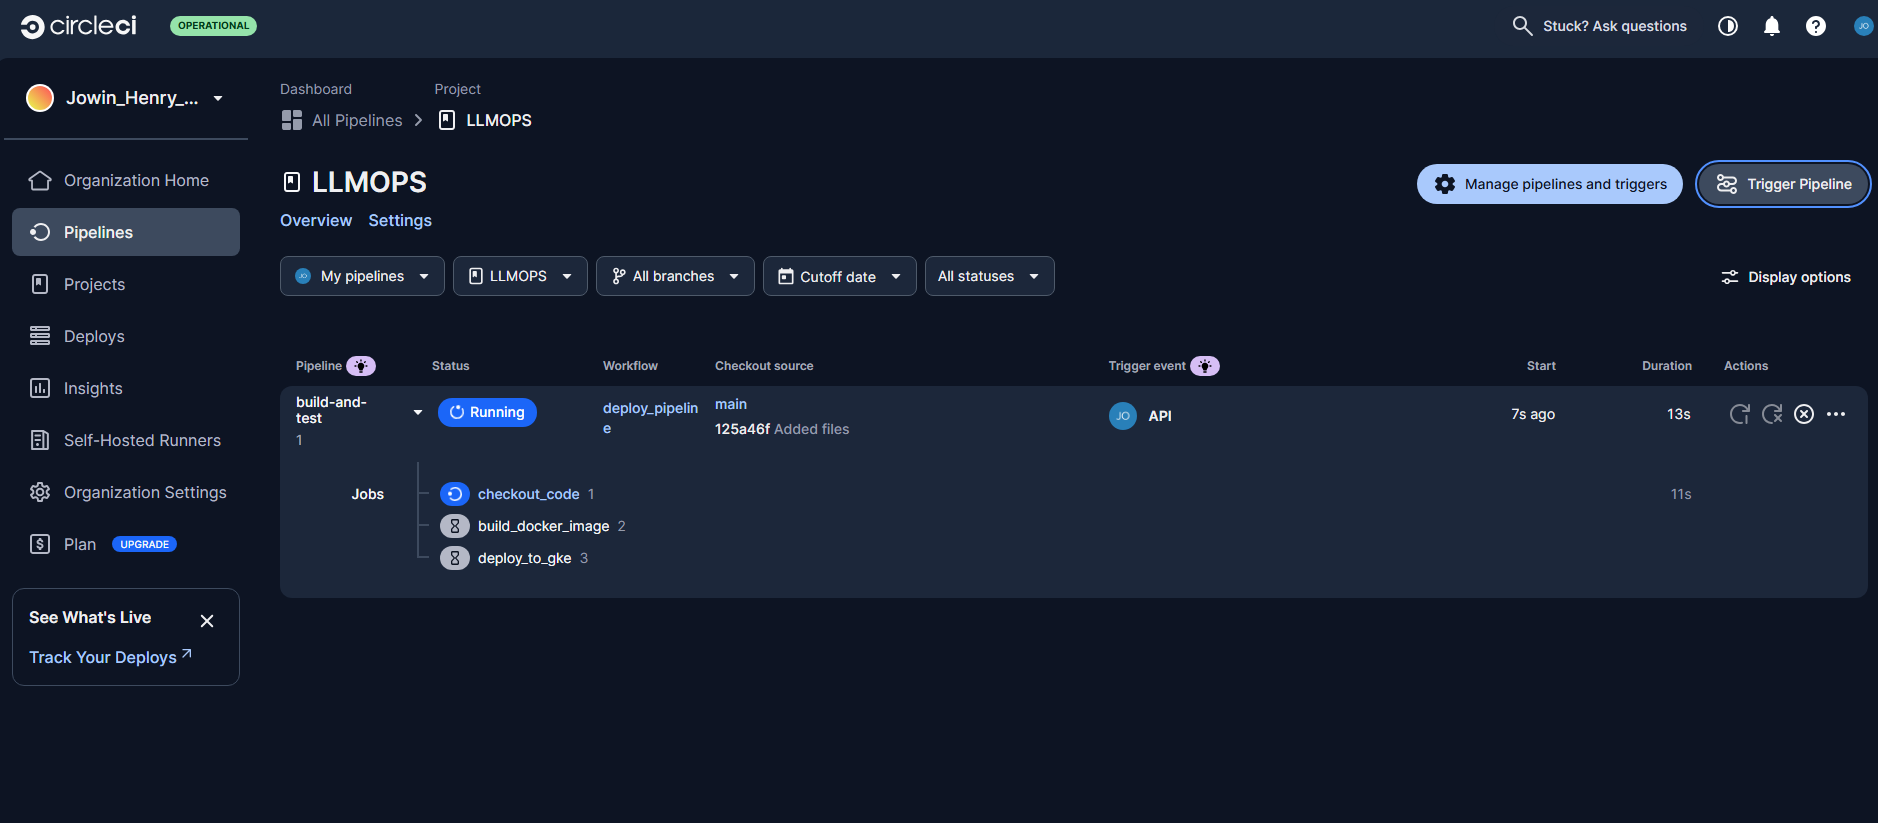 circleci
OPERATIONAL
Stuck? Ask questions
JO
Jowin_Henry_...
Organization Home
Pipelines
Projects
Deploys
Insights
Self-Hosted Runners
Organization Settings
Plan UPGRADE
See What's Live
Track Your Deploys
Dashboard
Project
All Pipelines
LLMOPS
LLMOPS
Manage pipelines and triggers
Trigger Pipeline
Overview Settings
JO My pipelines
LLMOPS
All branches
Cutoff date
All statuses
Display options
Pipeline Status Workflow Checkout source Trigger event Start Duration Actions
build-and-
test
1
Running
deploy_pipelin
e
main
125a46f Added files
JO API
7s ago
13s
Jobs
checkout_code 1
11s
build_docker_image 2
deploy_to_gke 3